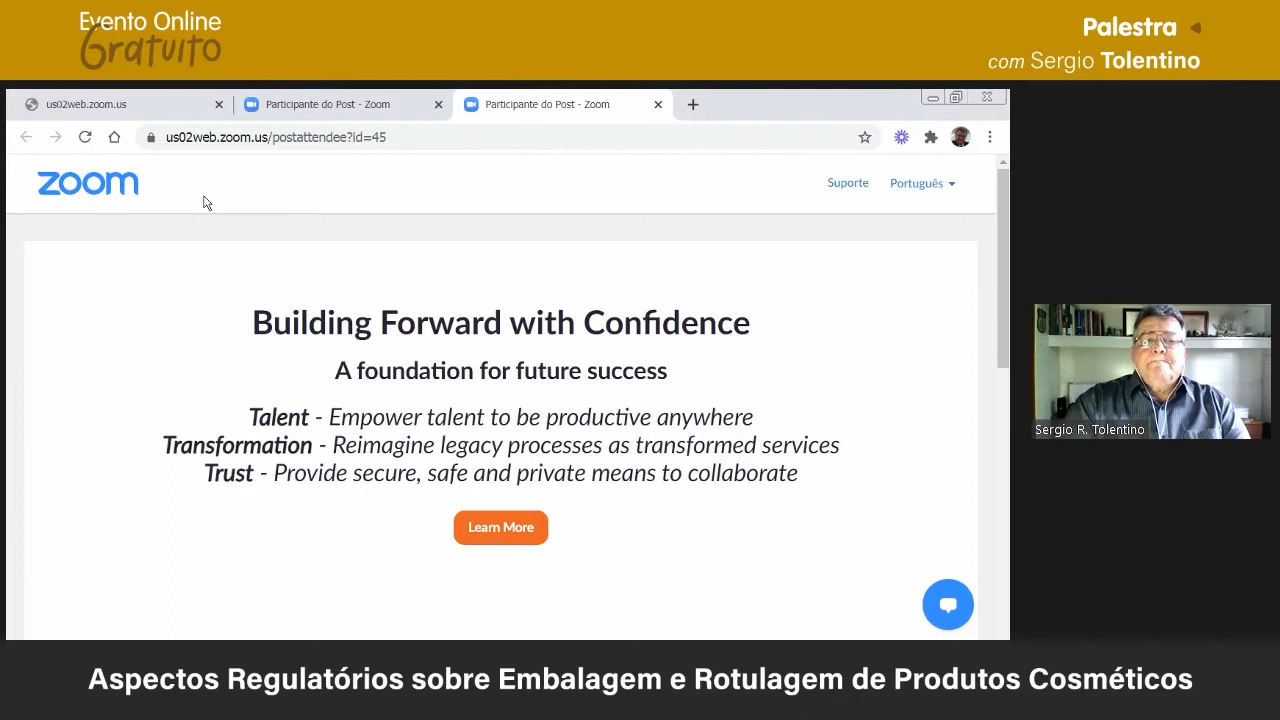 Evento Online
Gratuito
Palestra
com Sergio Tolentino
us02web.zoom.us
Participante do Post - Zoom
Participante do Post - Zoom
us02web.zoom.us/postattendee?id=45
zoom
Suporte
Português
Building Forward with Confidence
A foundation for future success
Talent - Empower talent to be productive anywhere
Transformation - Reimagine legacy processes as transformed services
Trust - Provide secure, safe and private means to collaborate
Learn More
Sergio R. Tolentino
Aspectos Regulatórios sobre Embalagem e Rotulagem de Produtos Cosméticos